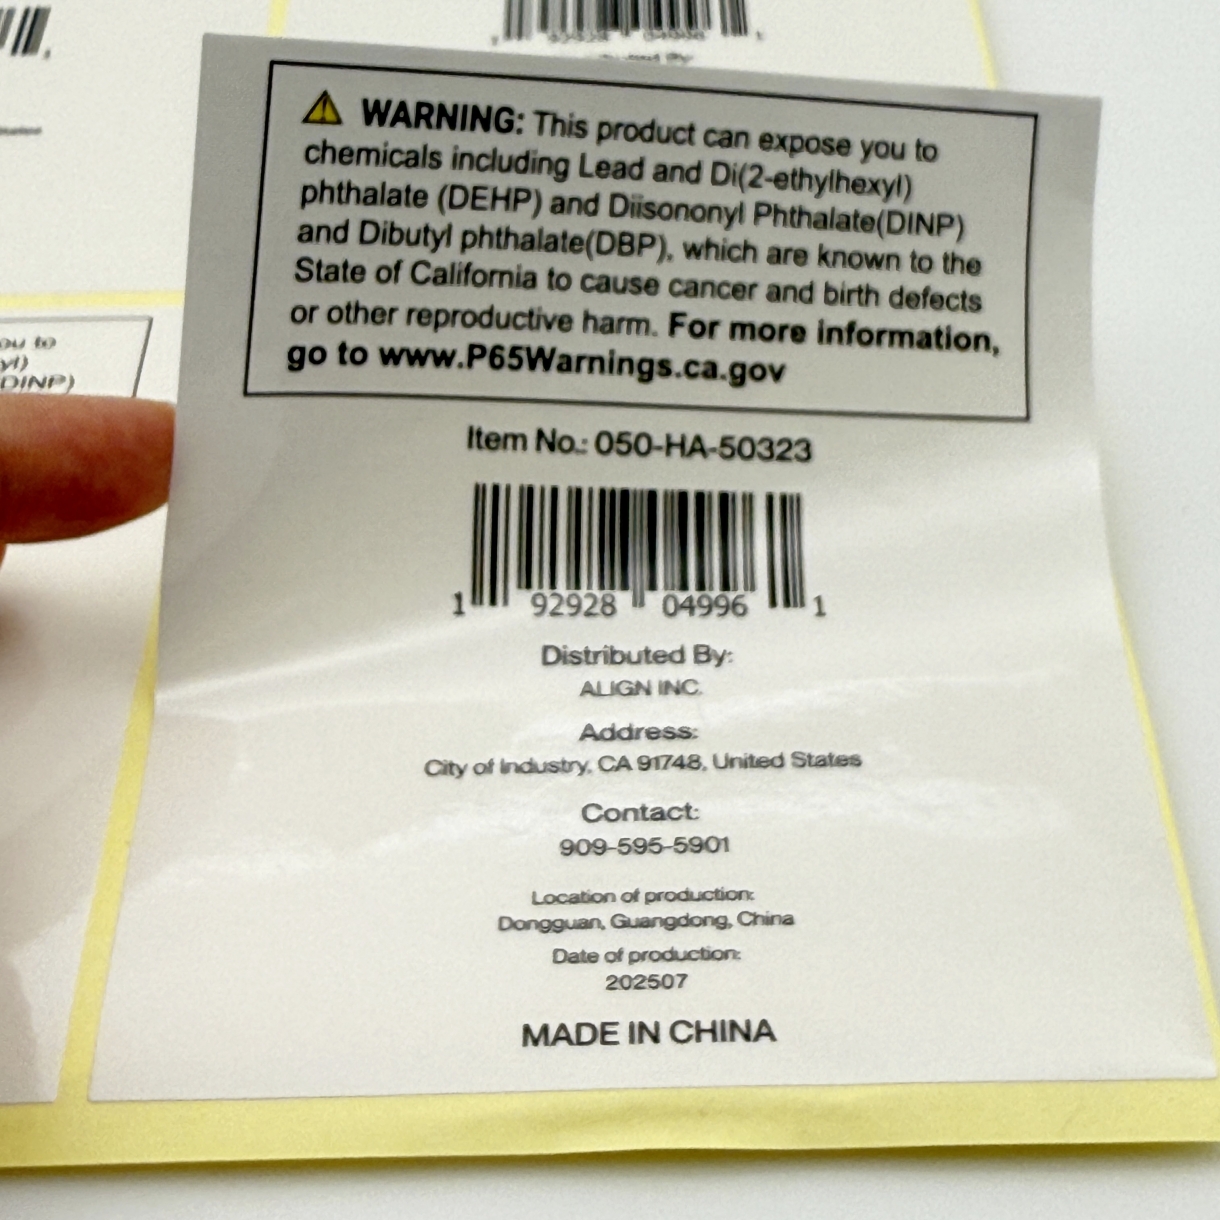 WARNING: This product can expose you to
chemicals including Lead and Di(2-ethylhexyl)
phthalate (DEHP) and Diisononyl Phthalate(DINP)
and Dibutyl phthalate(DBP), which are known to the
State of California to cause cancer and birth defects
or other reproductive harm. For more information,
go to www.P65Warnings.ca.gov
Item No.: 050-HA-50323
1 92928 04996 1
Distributed By:
ALIGN INC.
Address:
City of Industry, CA 91748, United States
Contact:
909-595-5901
Location of production:
Dongguan, Guangdong, China
Date of production:
202507
MADE IN CHINA
ou to
yl)
DINP)